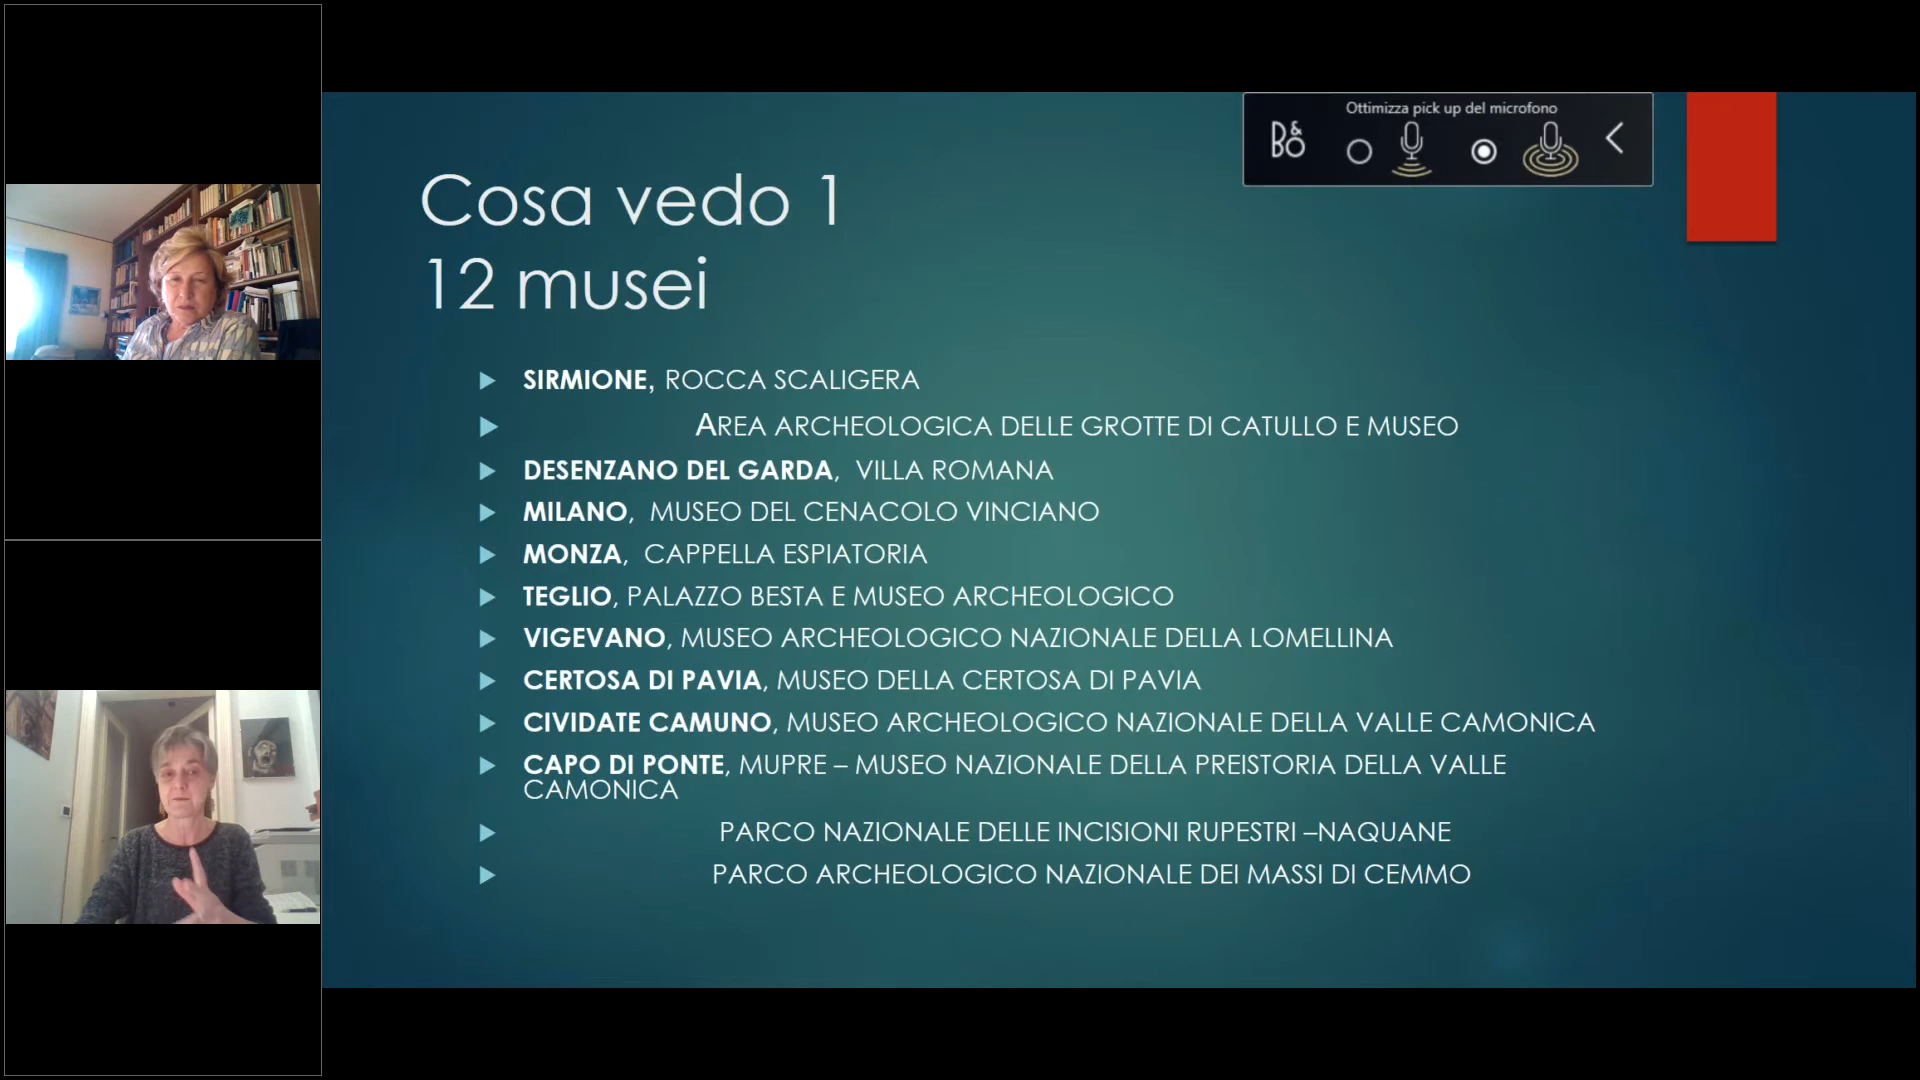 Ottimizza pick up del microfono
B&O
Cosa vedo 1
12 musei
SIRMIONE, ROCCA SCALIGERA
AREA ARCHEOLOGICA DELLE GROTTE DI CATULLO E MUSEO
DESENZANO DEL GARDA, VILLA ROMANA
MILANO, MUSEO DEL CENACOLO VINCIANO
MONZA, CAPPELLA ESPIATORIA
TEGLIO, PALAZZO BESTA E MUSEO ARCHEOLOGICO
VIGEVANO, MUSEO ARCHEOLOGICO NAZIONALE DELLA LOMELLINA
CERTOSA DI PAVIA, MUSEO DELLA CERTOSA DI PAVIA
CIVIDATE CAMUNO, MUSEO ARCHEOLOGICO NAZIONALE DELLA VALLE CAMONICA
CAPO DI PONTE, MUPRE – MUSEO NAZIONALE DELLA PREISTORIA DELLA VALLE
CAMONICA
PARCO NAZIONALE DELLE INCISIONI RUPESTRI –NAQUANE
PARCO ARCHEOLOGICO NAZIONALE DEI MASSI DI CEMMO